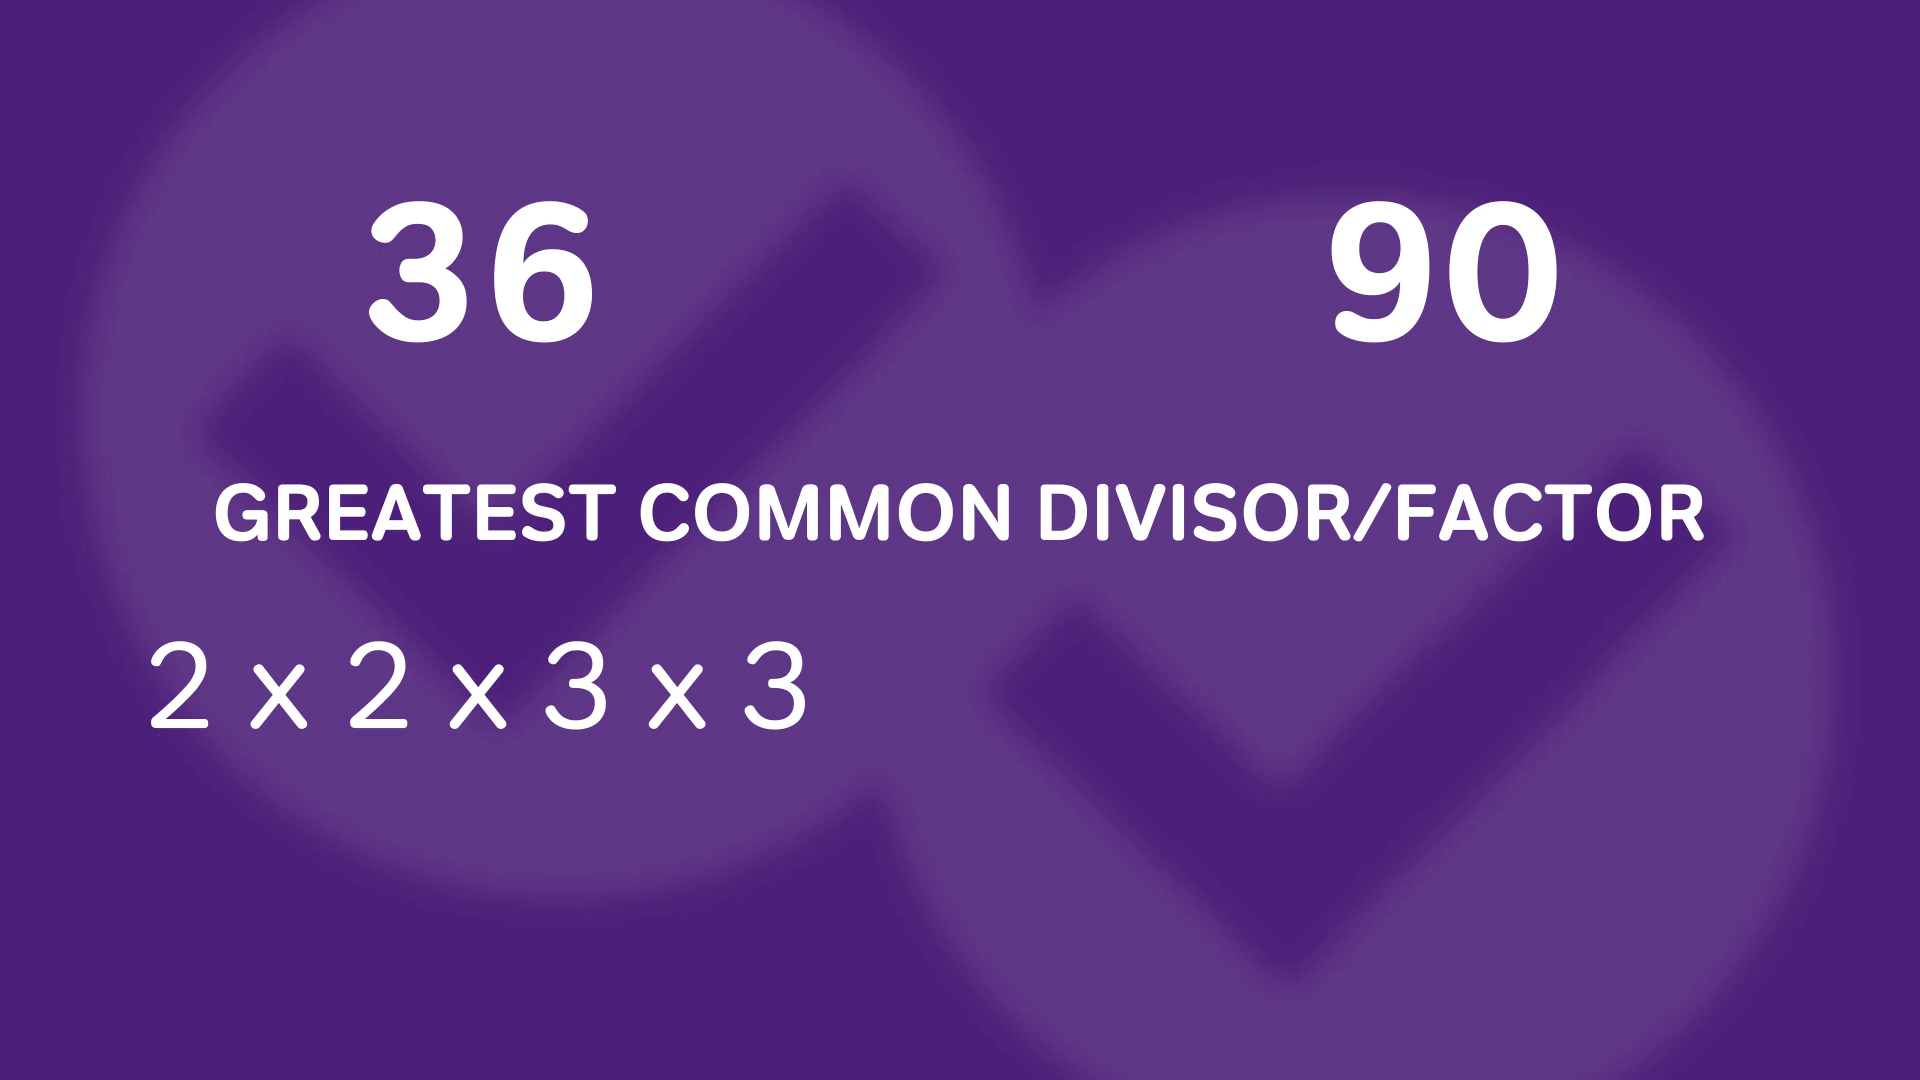 36 90
GREATEST COMMON DIVISOR/FACTOR
2 x 2 x 3 x 3